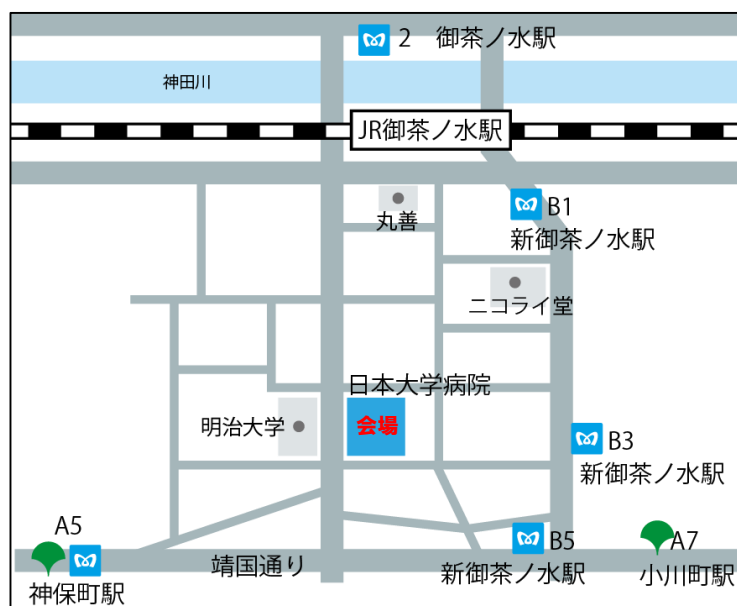 2 御茶ノ水駅
神田川
JR御茶ノ水駅
丸善
B1
新御茶ノ水駅
ニコライ堂
日本大学病院
明治大学
会場
B3
新御茶ノ水駅
A5
神保町駅
靖国通り
B5
新御茶ノ水駅
A7
小川町駅